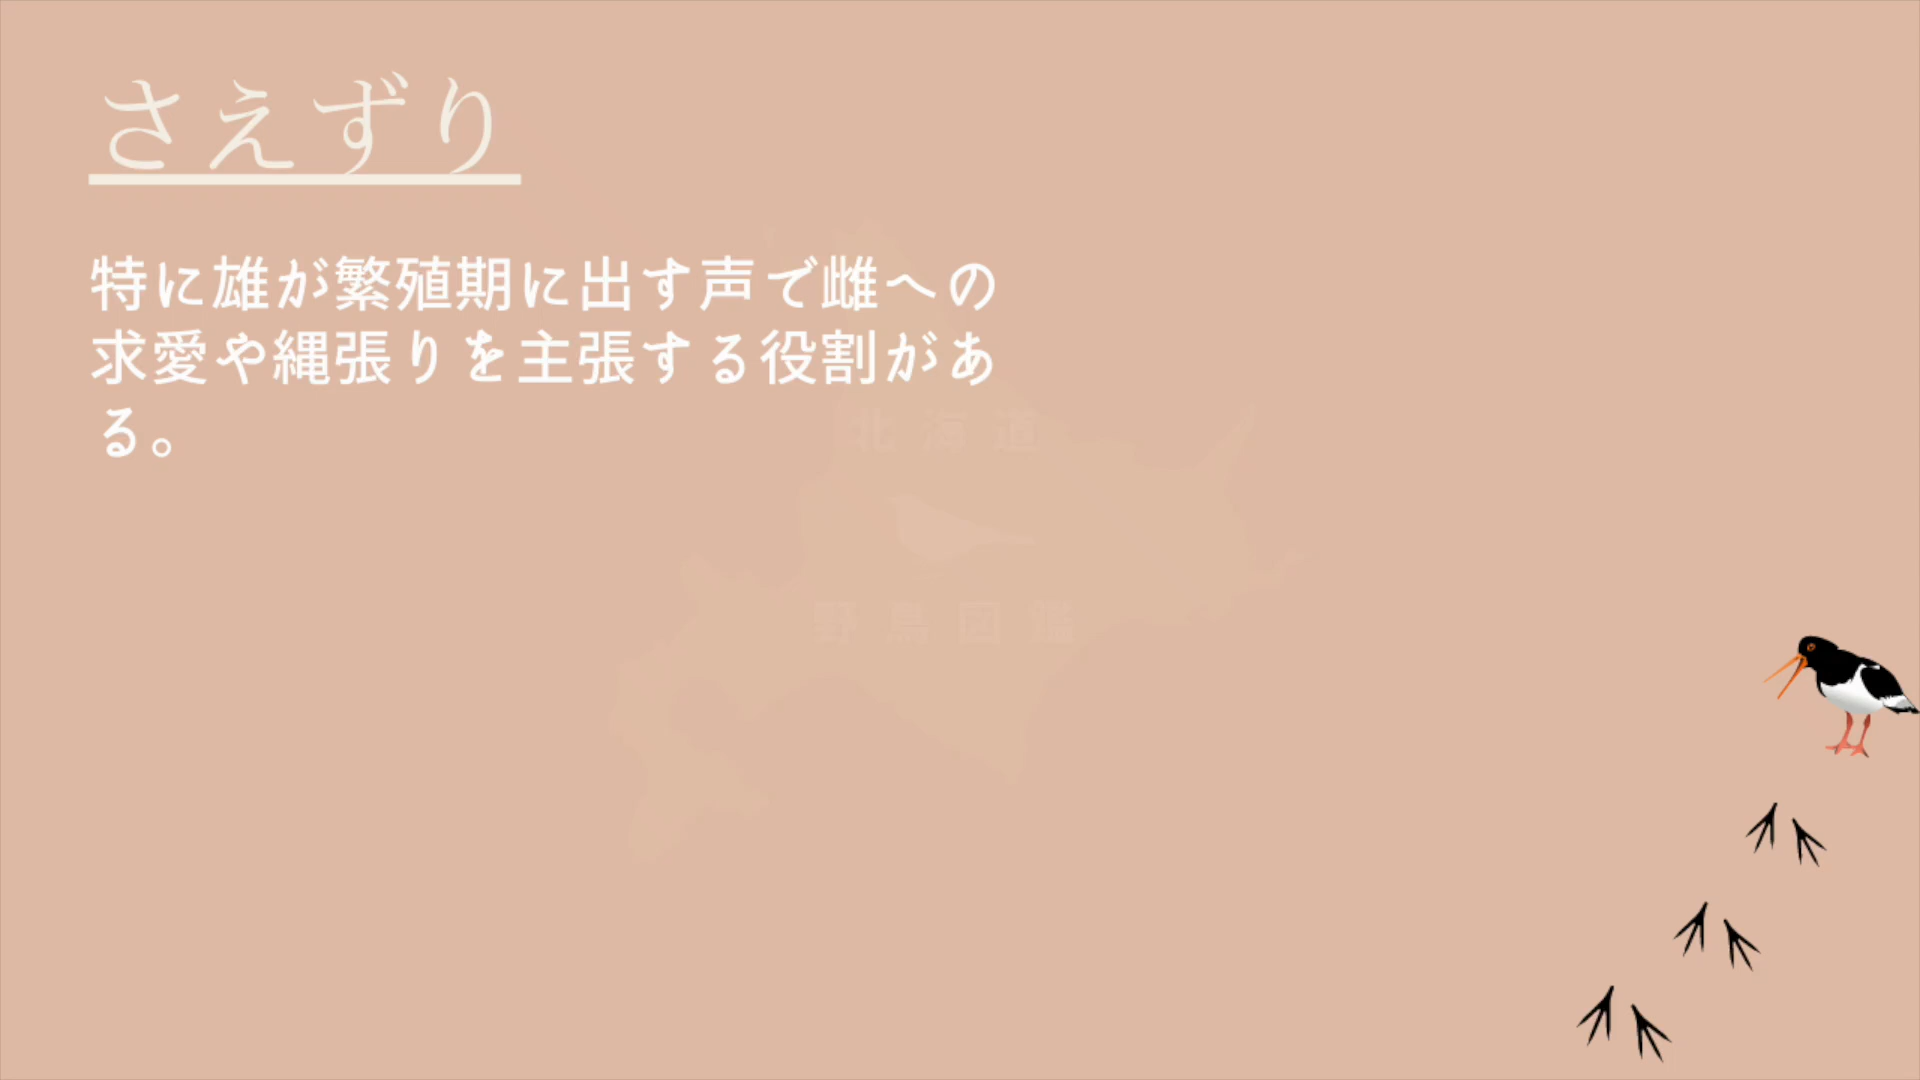 さえずり
特に雄が繁殖期に出す声で雌への
求愛や縄張りを主張する役割があ
る。
北海道
野鳥図鑑